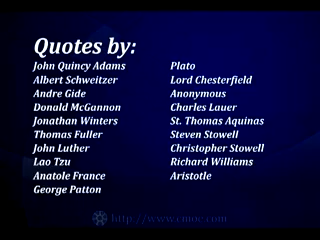 Quotes by:
John Quincy Adams
Albert Schweitzer
Andre Gide
Donald McGannon
Jonathan Winters
Thomas Fuller
John Luther
Lao Tzu
Anatole France
George Patton
Plato
Lord Chesterfield
Anonymous
Charles Lauer
St. Thomas Aquinas
Steven Stowell
Christopher Stowell
Richard Williams
Aristotle